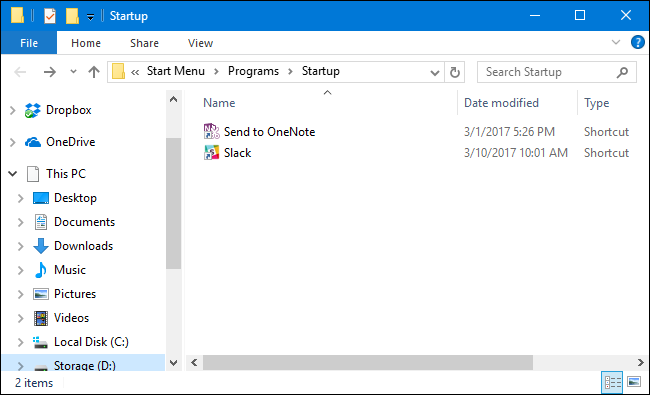 Startup
File Home Share View
« Start Menu › Programs › Startup Search Startup
Name Date modified Type
Send to OneNote 3/1/2017 5:26 PM Shortcut
Slack 3/10/2017 10:01 AM Shortcut
Dropbox
OneDrive
This PC
Desktop
Documents
Downloads
Music
Pictures
Videos
Local Disk (C:)
Storage (D:)
2 items